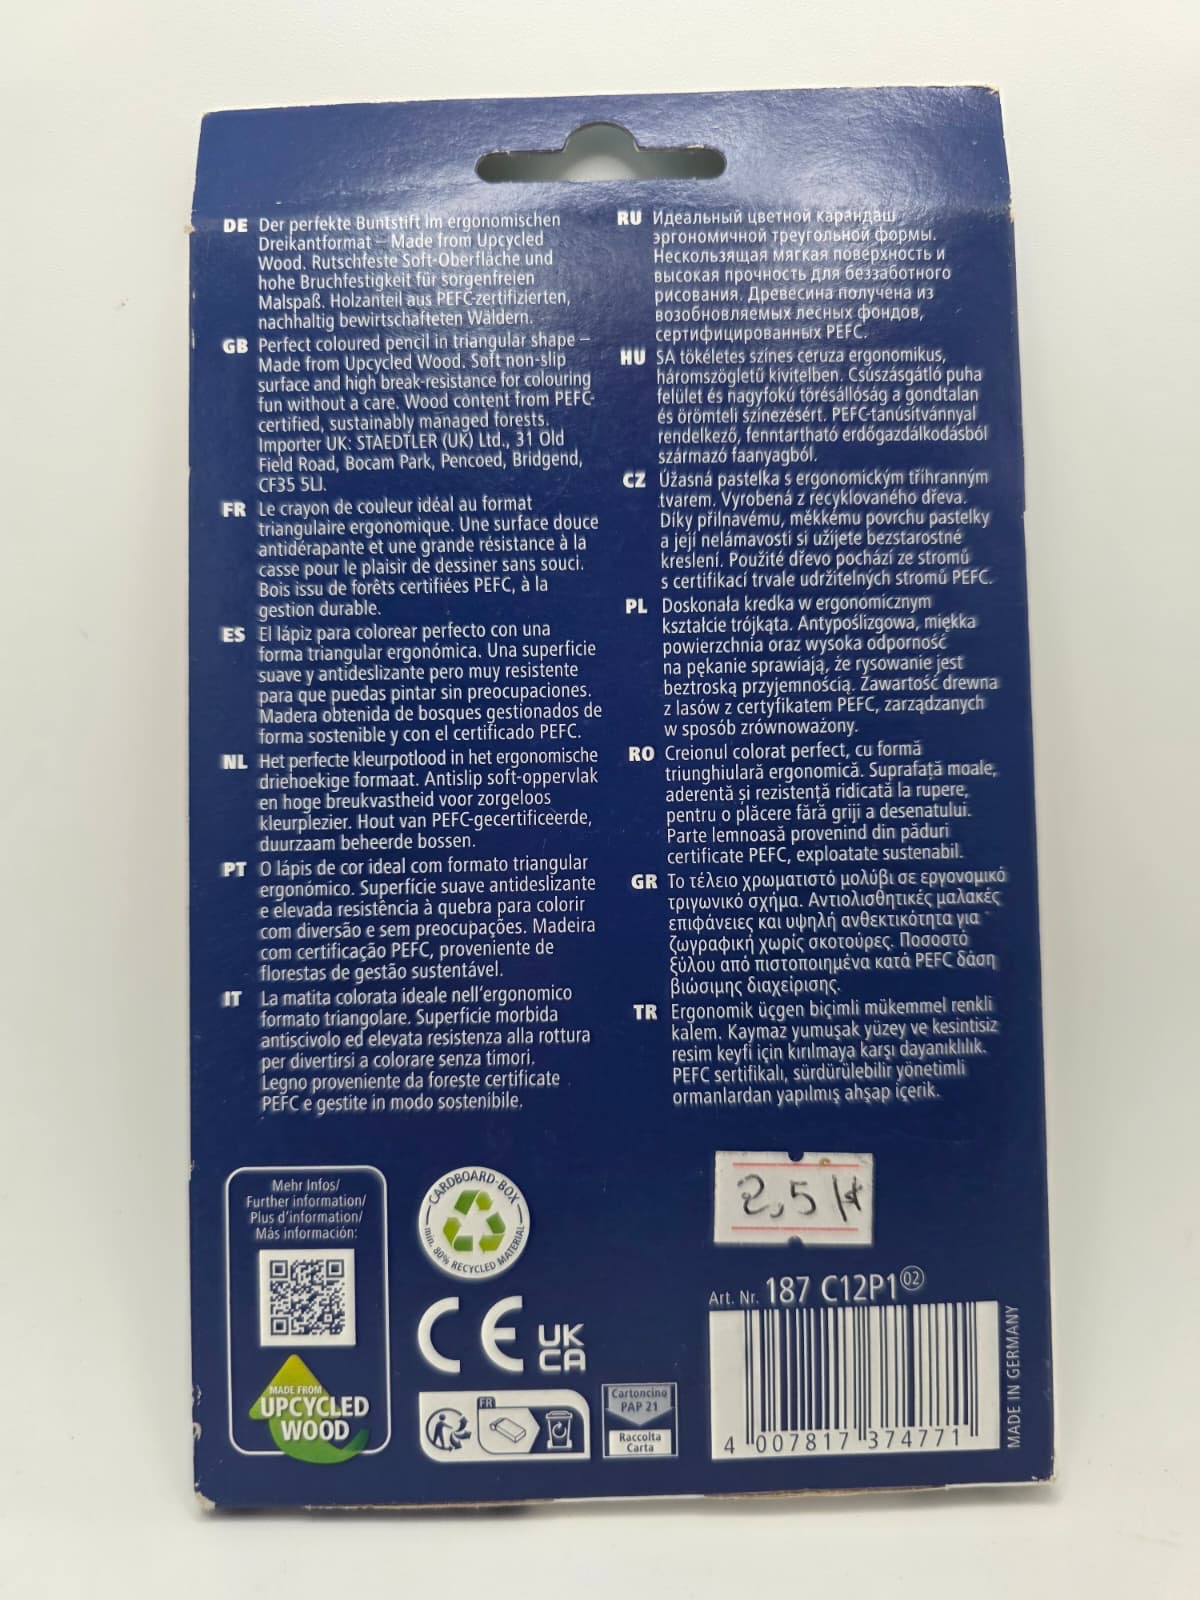 DE Der perfekte Buntstift im ergonomischen
Dreikantformat – Made from Upcycled
Wood. Rutschfeste Soft-Oberfläche und
hohe Bruchfestigkeit für sorgenfreien
Malspaß. Holzanteil aus PEFC-zertifizierten,
nachhaltig bewirtschafteten Wäldern.
GB Perfect coloured pencil in triangular shape –
Made from Upcycled Wood. Soft non-slip
surface and high break-resistance for colouring
fun without a care. Wood content from PEFC-
certified, sustainably managed forests.
Importer UK: STAEDTLER (UK) Ltd., 31 Old
Field Road, Bocam Park, Pencoed, Bridgend,
CF35 5LJ.
FR Le crayon de couleur idéal au format
triangulaire ergonomique. Une surface douce
antidérapante et une grande résistance à la
casse pour le plaisir de dessiner sans souci.
Bois issu de forêts certifiées PEFC, à la
gestion durable.
ES El lápiz para colorear perfecto con una
forma triangular ergonómica. Una superficie
suave y antideslizante pero muy resistente
para que puedas pintar sin preocupaciones.
Madera obtenida de bosques gestionados de
forma sostenible y con el certificado PEFC.
NL Het perfecte kleurpotlood in het ergonomische
driehoekige formaat. Antislip soft-oppervlak
en hoge breukvastheid voor zorgeloos
kleurplezier. Hout van PEFC-gecertificeerde,
duurzaam beheerde bossen.
PT O lápis de cor ideal com formato triangular
ergonómico. Superfície suave antideslizante
e elevada resistência à quebra para colorir
com diversão e sem preocupações. Madeira
com certificação PEFC, proveniente de
florestas de gestão sustentável.
IT La matita colorata ideale nell'ergonomico
formato triangolare. Superficie morbida
antiscivolo ed elevata resistenza alla rottura
per divertirsi a colorare senza timori.
Legno proveniente da foreste certificate
PEFC e gestite in modo sostenibile.
RU Идеальный цветной карандаш
эргономичной треугольной формы.
Нескользящая мягкая поверхность и
высокая прочность для беззаботного
рисования. Древесина получена из
возобновляемых лесных фондов,
сертифицированных PEFC.
HU SA tökéletes színes ceruza ergonomikus,
háromszögletű kivitelben. Csúszásgátló puha
felület és nagyfokú törésállóság a gondtalan
és örömteli színezésért. PEFC-tanúsítvánnyal
rendelkező, fenntartható erdőgazdálkodásból
származó faanyagból.
CZ Úžasná pastelka s ergonomickým tříhranným
tvarem. Vyrobená z recyklovaného dřeva.
Díky přilnavému, měkkému povrchu pastelky
a její nelámavosti si užijete bezstarostné
kreslení. Použité dřevo pochází ze stromů
s certifikací trvale udržitelných stromů PEFC.
PL Doskonała kredka w ergonomicznym
kształcie trójkąta. Antypoślizgowa, miękka
powierzchnia oraz wysoka odporność
na pękanie sprawiają, że rysowanie jest
beztroską przyjemnością. Zawartość drewna
z lasów z certyfikatem PEFC, zarządzanych
w sposób zrównoważony.
RO Creionul colorat perfect, cu formă
triunghiulară ergonomică. Suprafață moale,
aderentă și rezistență ridicată la rupere,
pentru o plăcere fără griji a desenatului.
Parte lemnoasă provenind din păduri
certificate PEFC, exploatate sustenabil.
GR Το τέλειο χρωματιστό μολύβι σε εργονομικό
τριγωνικό σχήμα. Αντιολισθητικές μαλακές
επιφάνειες και υψηλή ανθεκτικότητα για
ζωγραφική χωρίς σκοτούρες. Ποσοστό
ξύλου από πιστοποιημένα κατά PEFC δάση
βιώσιμης διαχείρισης.
TR Ergonomik üçgen biçimli mükemmel renkli
kalem. Kaymaz yumuşak yüzey ve kesintisiz
resim keyfi için kırılmaya karşı dayanıklılık.
PEFC sertifikalı, sürdürülebilir yönetimli
ormanlardan yapılmış ahşap içerik.
Mehr Infos/
Further information/
Plus d'information/
Más información:
MADE FROM
UPCYCLED
WOOD
CARDBOARD-BOX
min. 80% RECYCLED MATERIAL
CE
UK
CA
FR
Cartoncino
PAP 21
Raccolta
Carta
2,5
Art. Nr. 187 C12P1 02
4 007817 374771
MADE IN GERMANY